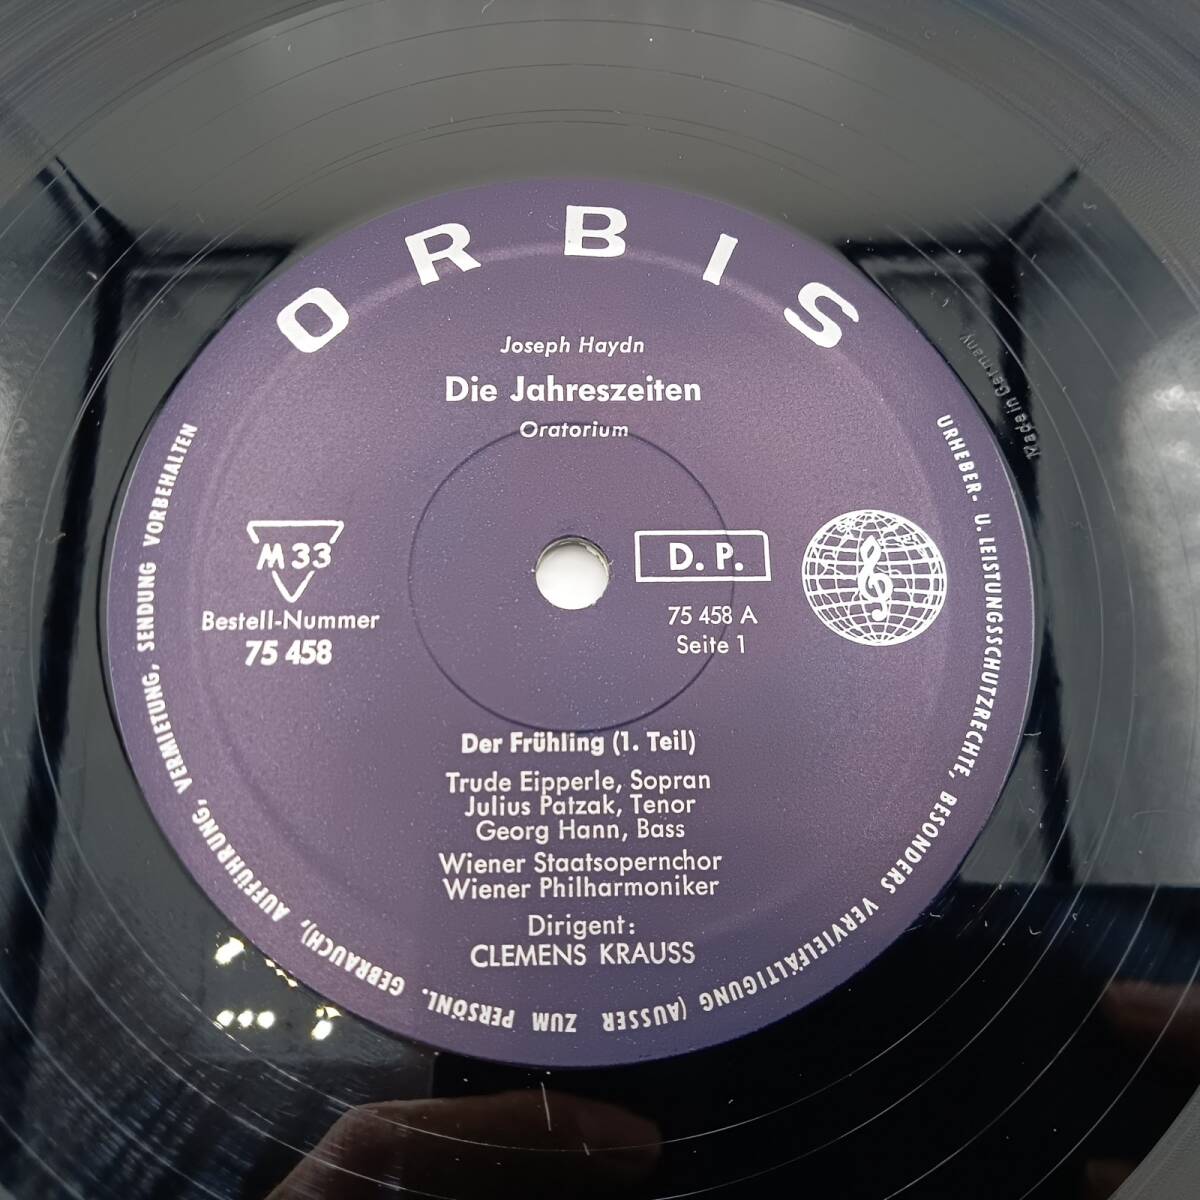 ORBIS
Joseph Haydn
Die Jahreszeiten
Oratorium
M 33
Bestell-Nummer
75 458
D. P.
75 458 A
Seite 1
Der Frühling (1. Teil)
Trude Eipperle, Sopran
Julius Patzak, Tenor
Georg Hann, Bass
Wiener Staatsopernchor
Wiener Philharmoniker
Dirigent:
CLEMENS KRAUSS
URHEBER- U. LEISTUNGSSCHUTZRECHTE, BESONDERS VERVIELFÄLTIGUNG (AUSSER ZUM PERSÖNL. GEBRAUCH), AUFFÜHRUNG, VERMIETUNG, SENDUNG VORBEHALTEN
Made in Germany